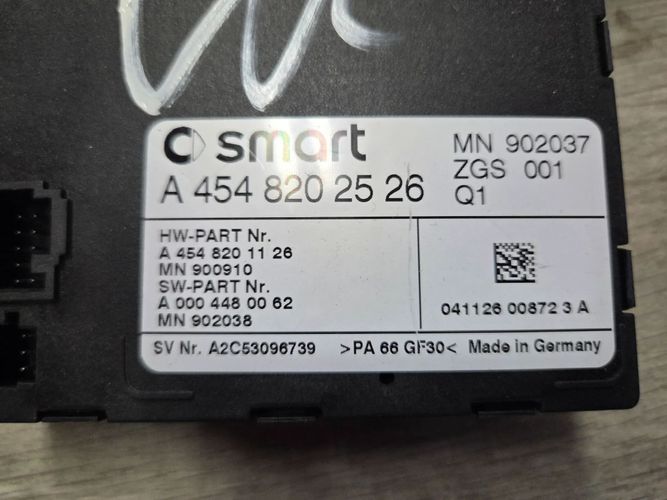 smart
A 454 820 25 26
MN 902037
ZGS 001
Q1
HW-PART Nr.
A 454 820 11 26
MN 900910
SW-PART Nr.
A 000 448 00 62
MN 902038
041126 00872 3 A
SV Nr. A2C53096739 >PA 66 GF30< Made in Germany